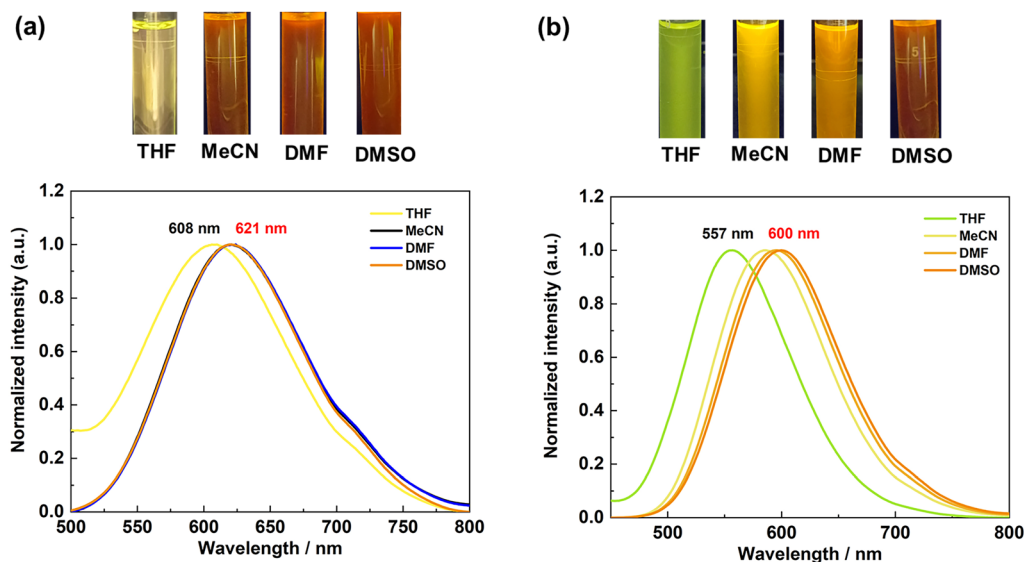 (a)
THF MeCN DMF DMSO
1.2
1.0
0.8
0.6
0.4
0.2
0.0
Normalized intensity (a.u.)
608 nm 621 nm
THF
MeCN
DMF
DMSO
500 550 600 650 700 750 800
Wavelength / nm
(b)
5
THF MeCN DMF DMSO
1.2
1.0
0.8
0.6
0.4
0.2
0.0
Normalized intensity (a.u.)
557 nm 600 nm
THF
MeCN
DMF
DMSO
500 600 700 800
Wavelength / nm